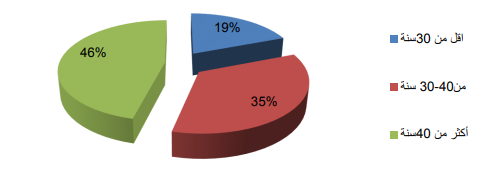 19%
46%
35%
اقل من 30سنة
من40-30 سنة
أكثر من 40سنة